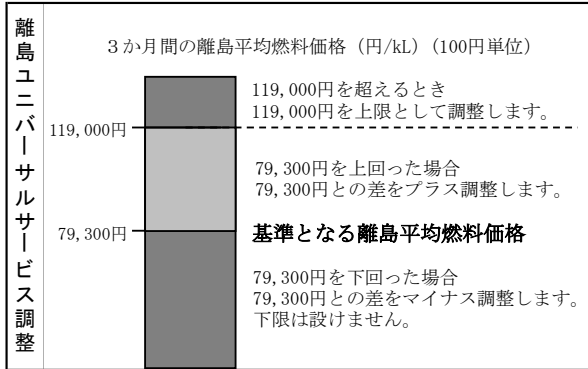 離島ユニバーサルサービス調整
3か月間の離島平均燃料価格（円/kL）(100円単位）
119,000円を超えるとき
119,000円を上限として調整します。
119,000円
79,300円を上回った場合
79,300円との差をプラス調整します。
79,300円
基準となる離島平均燃料価格
79,300円を下回った場合
79,300円との差をマイナス調整します。
下限は設けません。